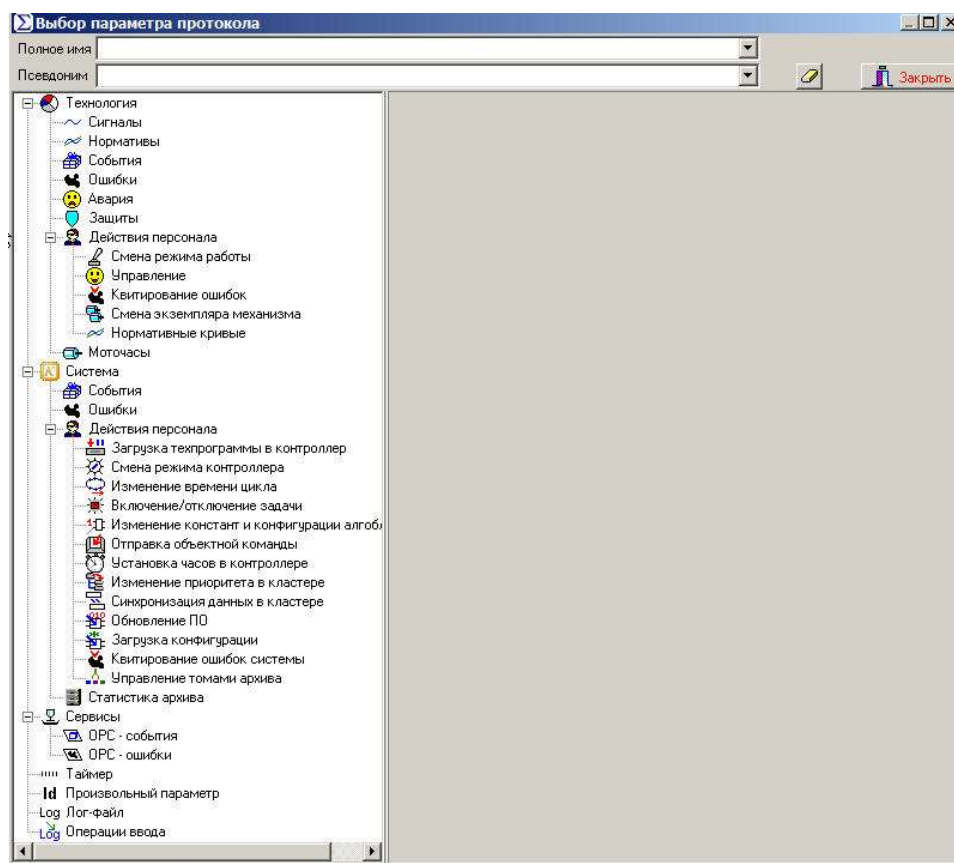 Выбор параметра протокола
Полное имя
Псевдоним
Закрыть
Технология
Сигналы
Нормативы
События
Ошибки
Авария
Защиты
Действия персонала
Смена режима работы
Управление
Квитирование ошибок
Смена экземпляра механизма
Нормативные кривые
Моточасы
Система
События
Ошибки
Действия персонала
Загрузка техпрограммы в контроллер
Смена режима контроллера
Изменение времени цикла
Включение/отключение задачи
Изменение констант и конфигурации алгоб
Отправка объектной команды
Установка часов в контроллере
Изменение приоритета в кластере
Синхронизация данных в кластере
Обновление ПО
Загрузка конфигурации
Квитирование ошибок системы
Управление томами архива
Статистика архива
Сервисы
OPC - события
OPC - ошибки
Таймер
Id Произвольный параметр
Log Лог-файл
Log Операции ввода